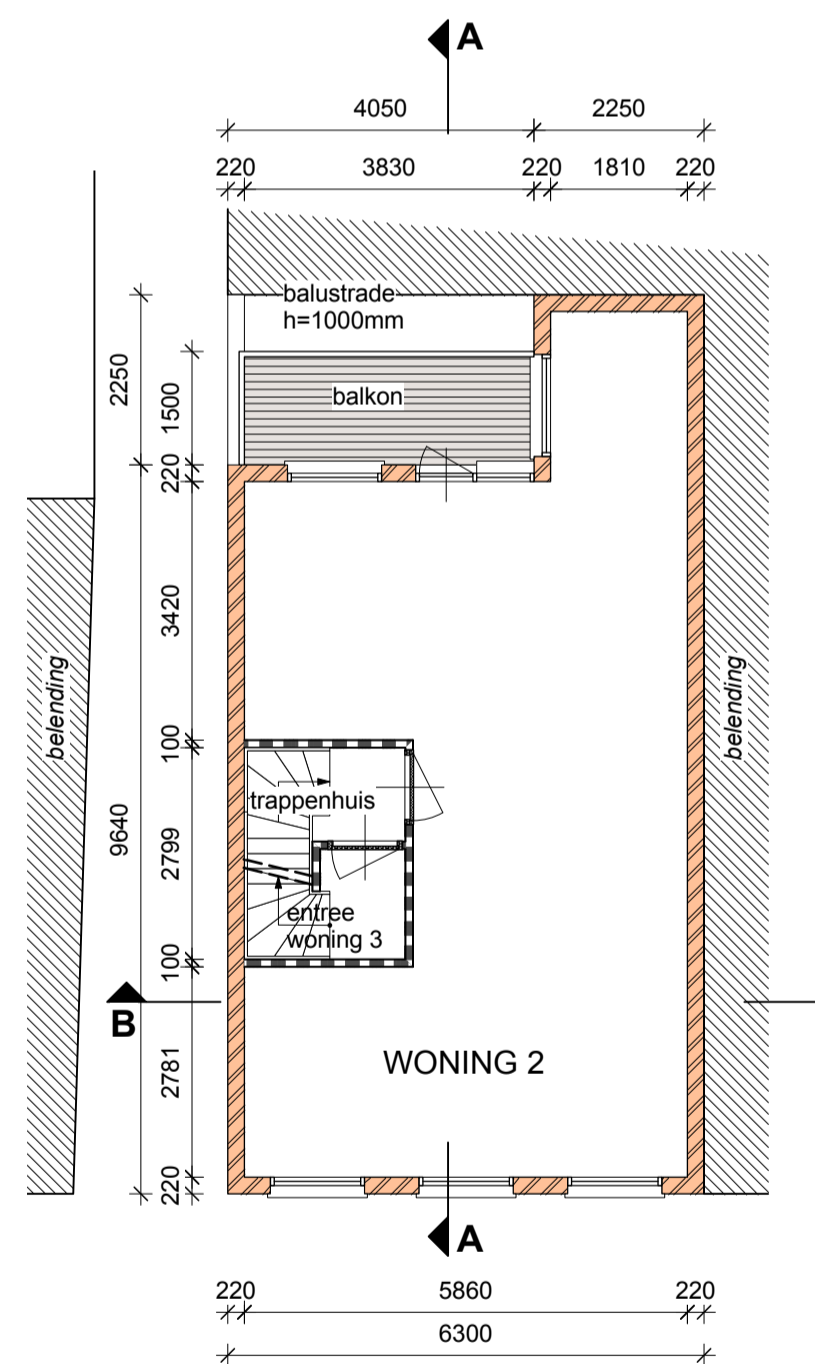 A
4050
2250
220
3830
220
1810
220
balustrade
h=1000mm
2250
1500
balkon
220
3420
belending
belending
100
trappenhuis
9640
2799
entree
woning 3
100
B
2781
WONING 2
220
A
220
5860
220
6300